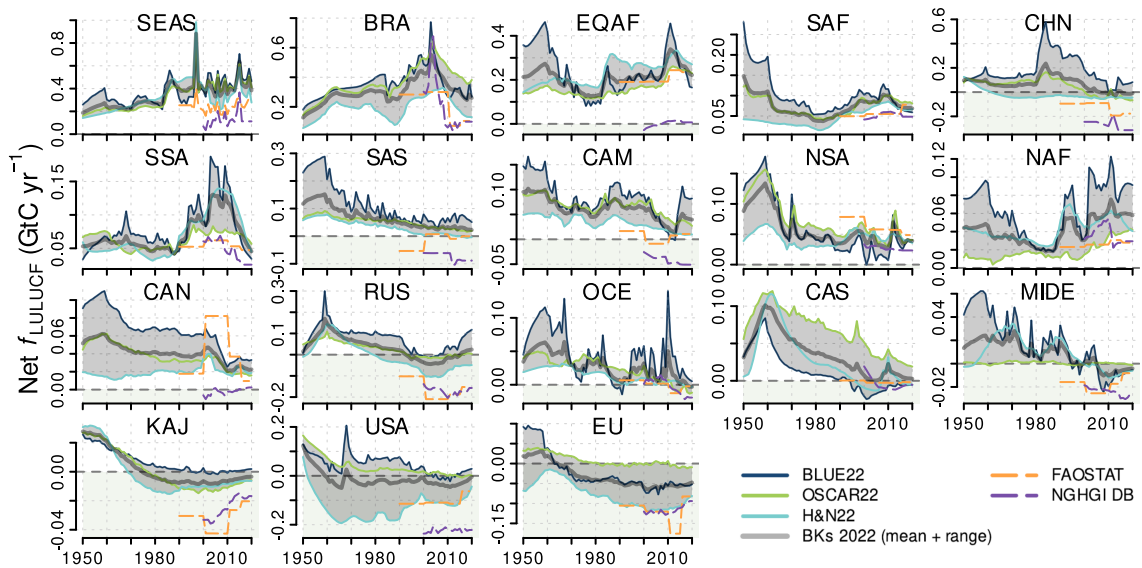 SEAS
0.0 0.4 0.8
BRA
0.2 0.6
EQAF
0.0 0.2 0.4
SAF
0.05 0.20
CHN
-0.2 0.2 0.6
SSA
0.05 0.15
SAS
-0.1 0.1 0.3
CAM
-0.05 0.10
NSA
0.00 0.10
NAF
0.00 0.06 0.12
CAN
0.00 0.06
RUS
-0.2 0.1 0.3
OCE
0.00 0.10
CAS
0.00 0.10
MIDE
-0.02 0.04
KAJ
-0.04 0.00
USA
-0.2 0.0 0.2
EU
-0.15 0.00
Net fLULUCF (GtC yr−1)
1950 1980 2010
1950 1980 2010
1950 1980 2010
1950 1980 2010
1950 1980 2010
BLUE22
OSCAR22
H&N22
BKs 2022 (mean + range)
FAOSTAT
NGHGI DB